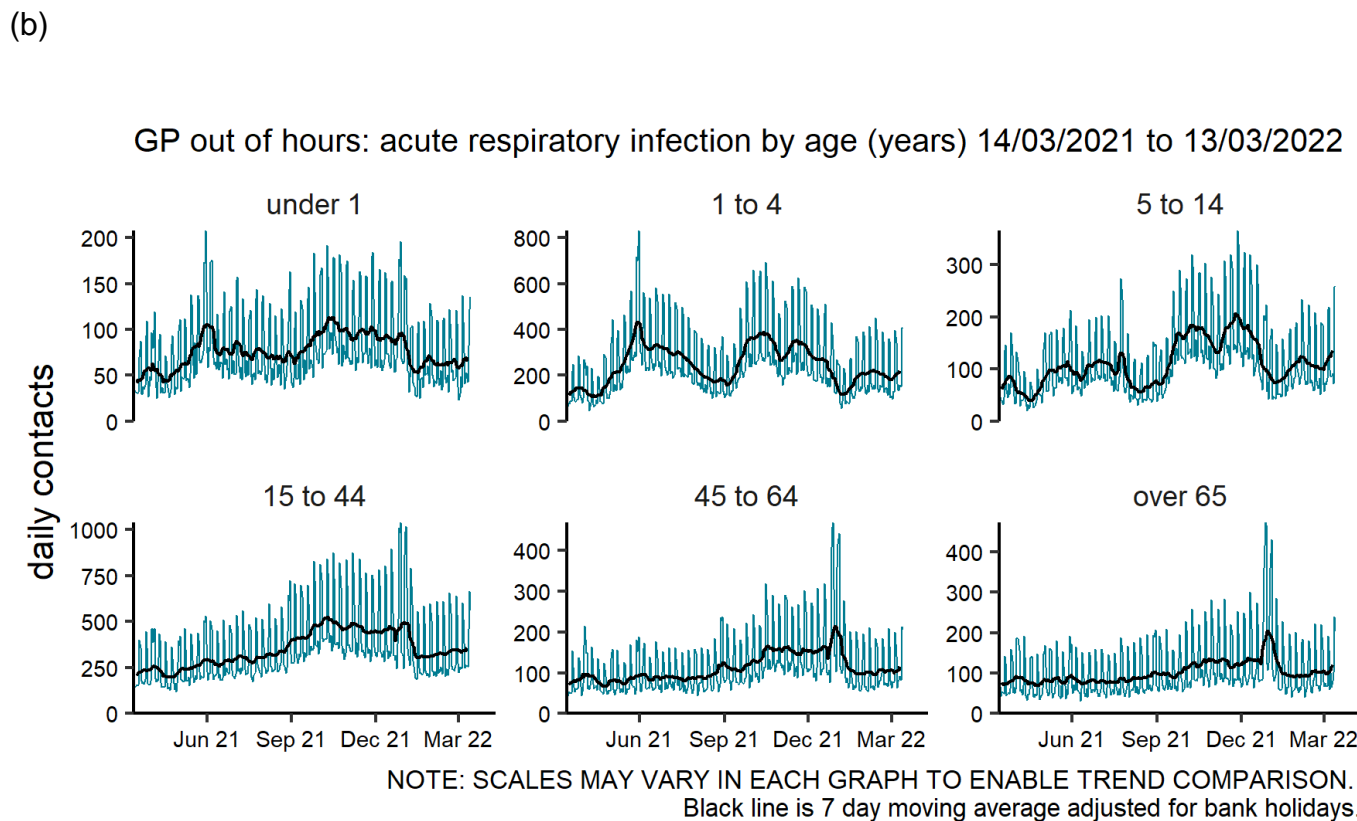 (b)
GP out of hours: acute respiratory infection by age (years) 14/03/2021 to 13/03/2022
under 1
1 to 4
5 to 14
200
150
100
50
0
800
600
400
200
0
300
200
100
0
daily contacts
15 to 44
45 to 64
over 65
1000
750
500
250
0
400
300
200
100
0
400
300
200
100
0
Jun 21 Sep 21 Dec 21 Mar 22
Jun 21 Sep 21 Dec 21 Mar 22
Jun 21 Sep 21 Dec 21 Mar 22
NOTE: SCALES MAY VARY IN EACH GRAPH TO ENABLE TREND COMPARISON.
Black line is 7 day moving average adjusted for bank holidays.